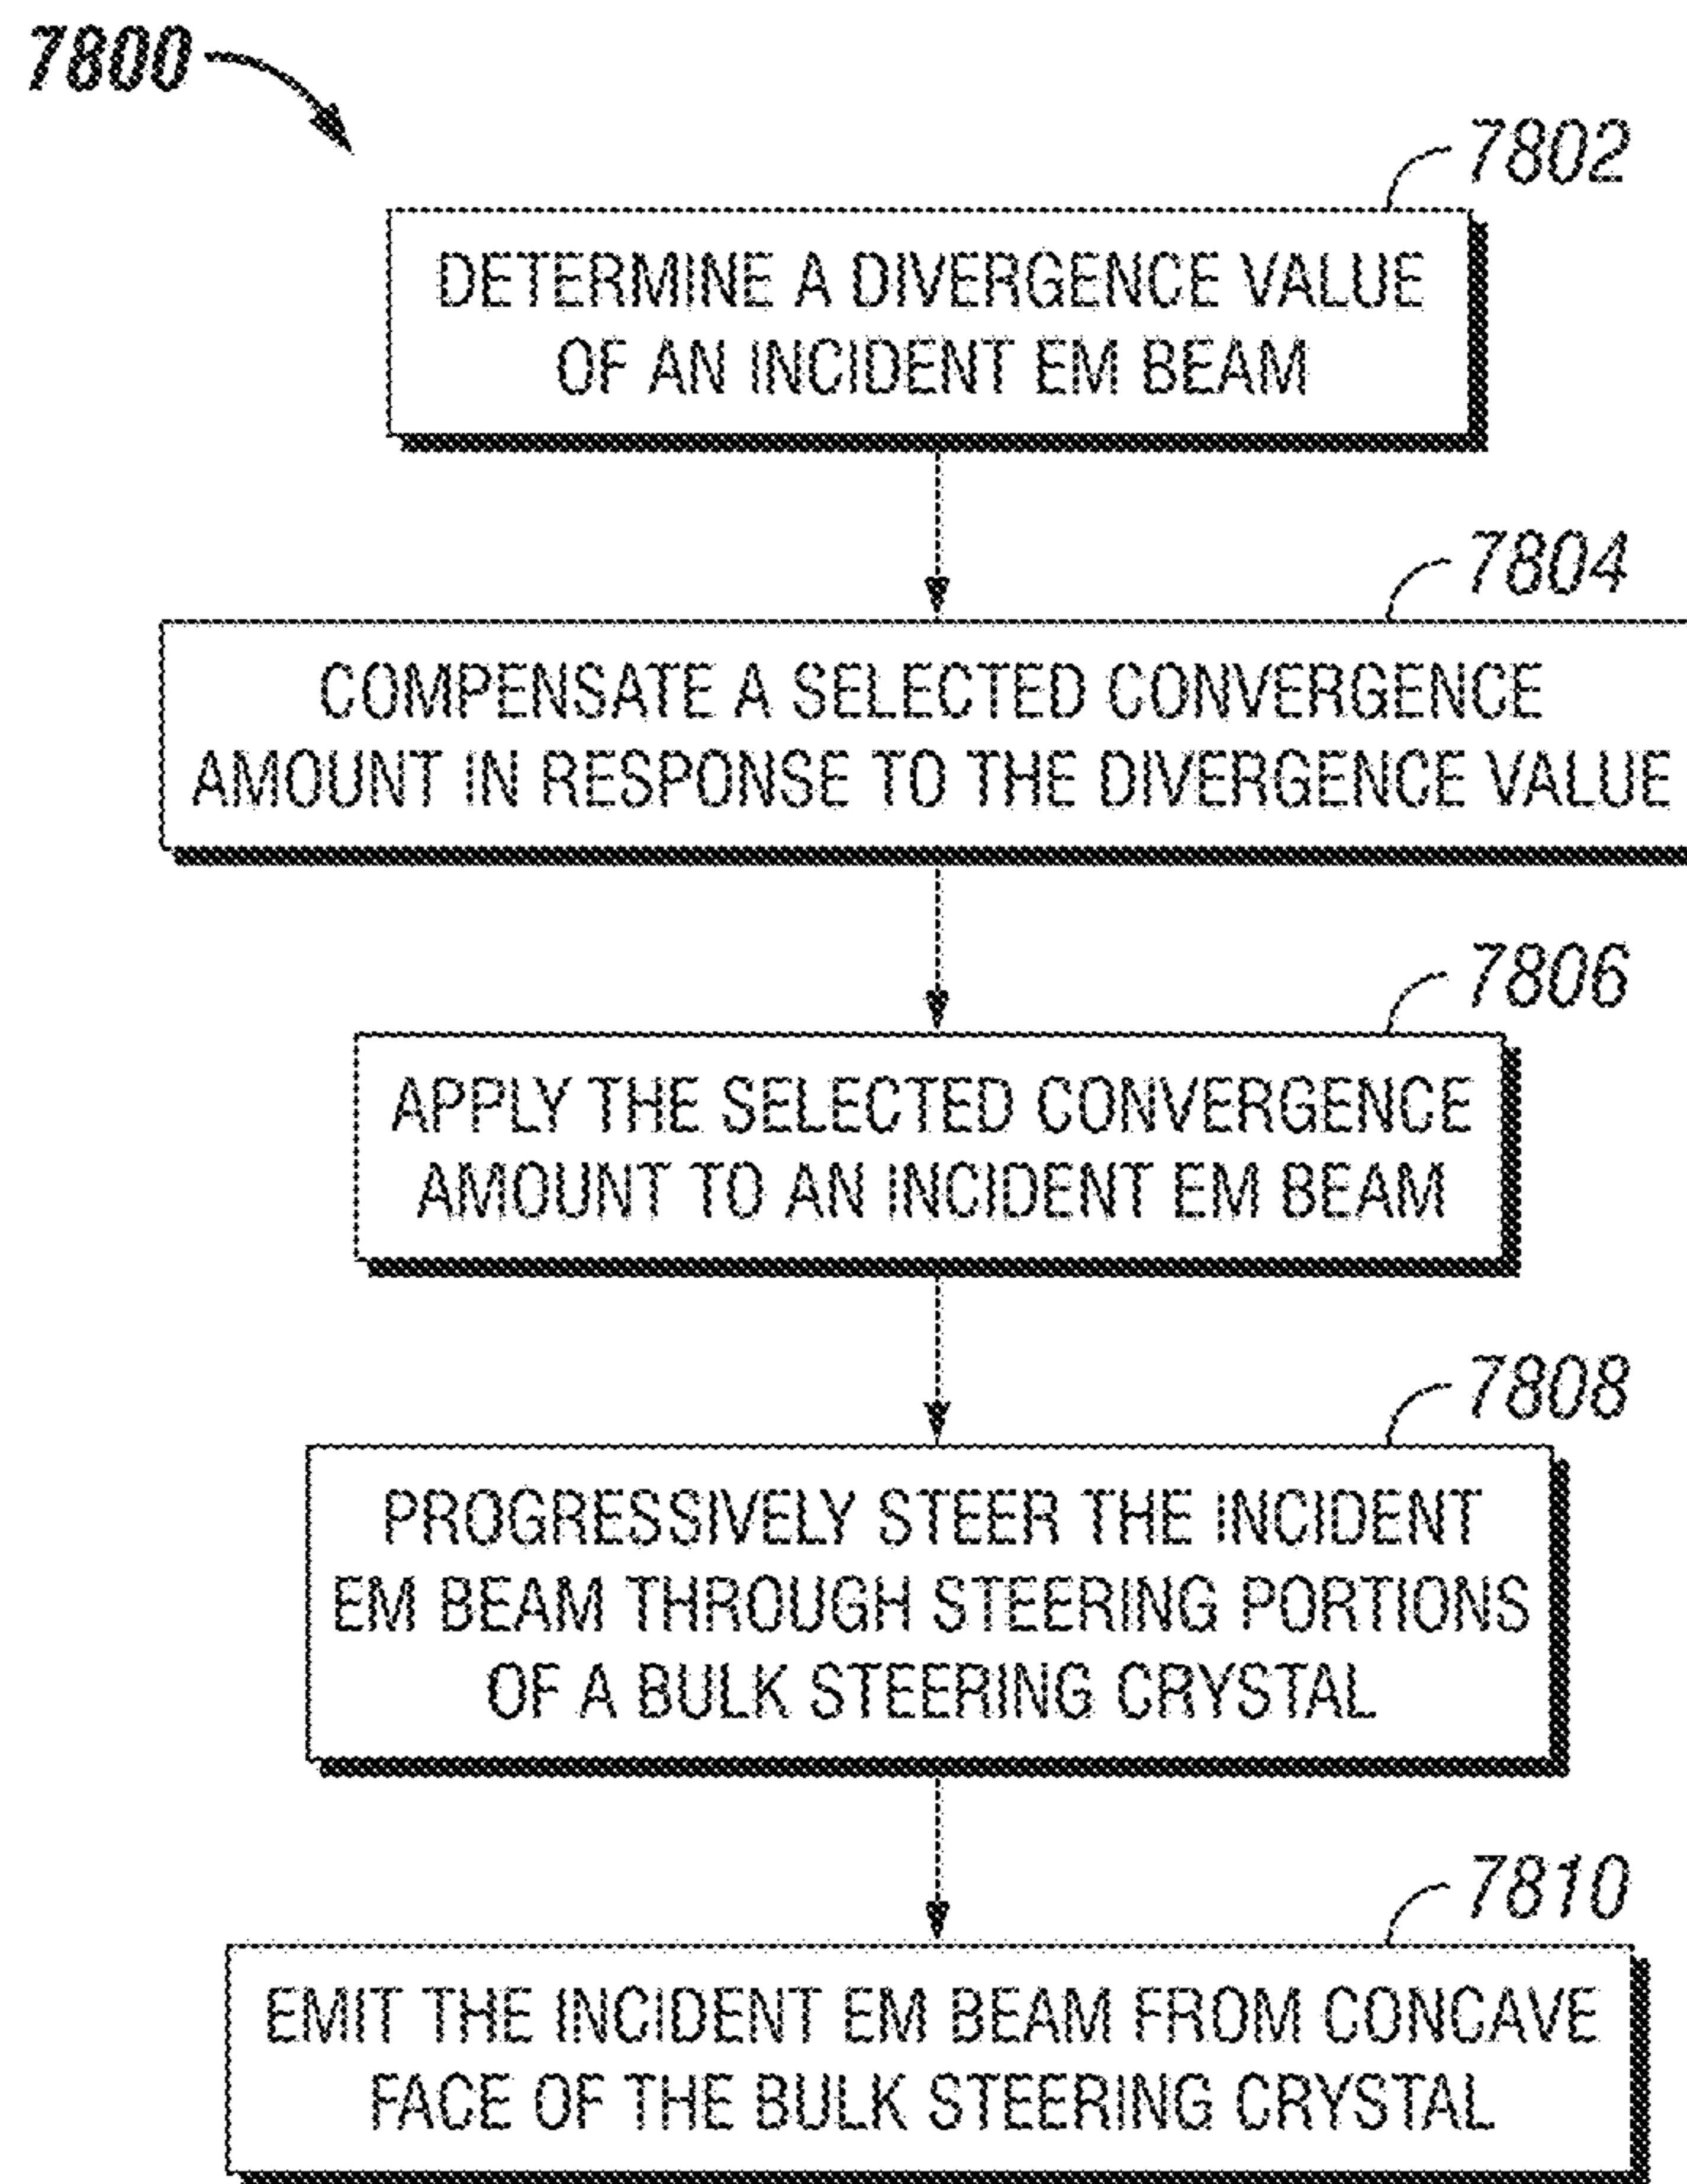 7800
7802
DETERMINE A DIVERGENCE VALUE
OF AN INCIDENT EM BEAM
7804
COMPENSATE A SELECTED CONVERGENCE
AMOUNT IN RESPONSE TO THE DIVERGENCE VALUE
7806
APPLY THE SELECTED CONVERGENCE
AMOUNT TO AN INCIDENT EM BEAM
7808
PROGRESSIVELY STEER THE INCIDENT
EM BEAM THROUGH STEERING PORTIONS
OF A BULK STEERING CRYSTAL
7810
EMIT THE INCIDENT EM BEAM FROM CONCAVE
FACE OF THE BULK STEERING CRYSTAL